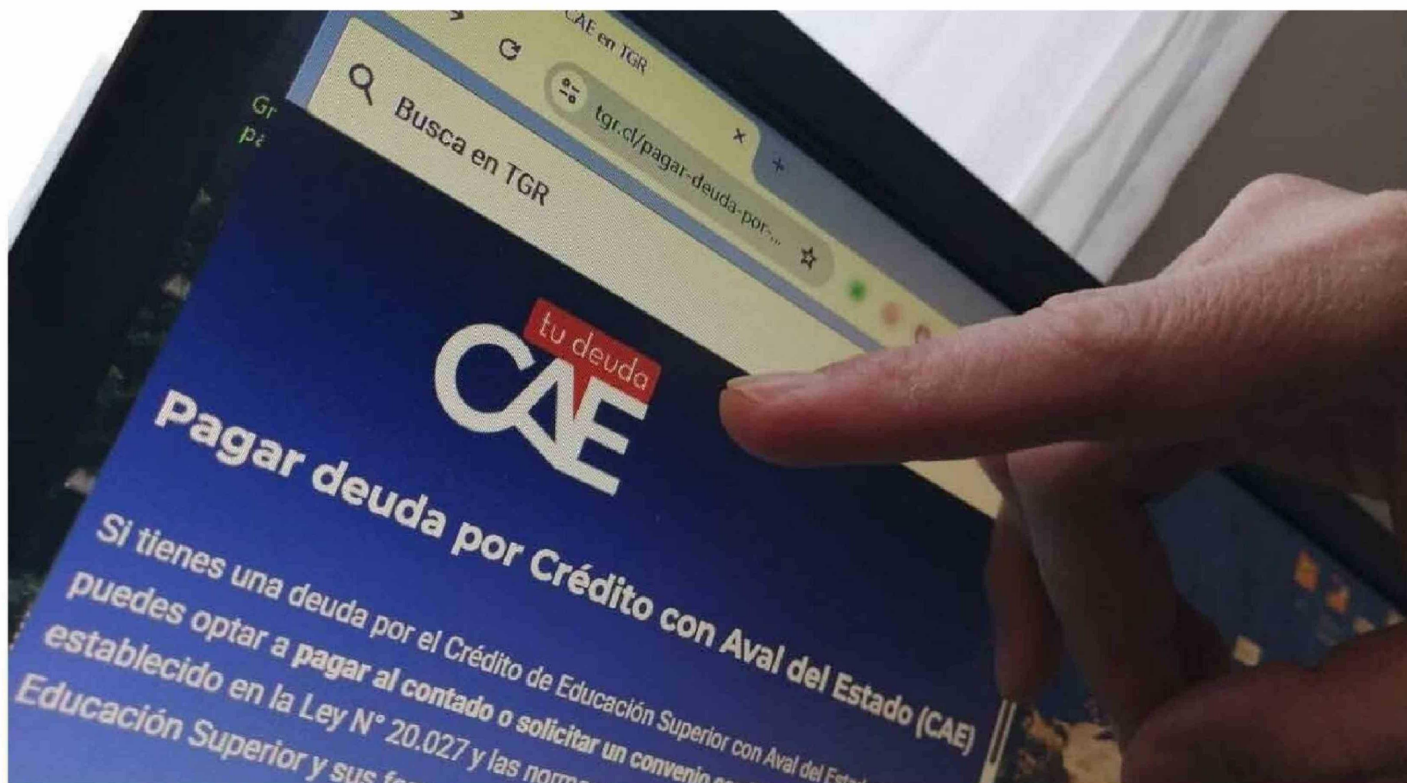 CAE en TGR
tgr.cl/pagar-deuda-por-...
Busca en TGR
tu deuda
CAE
Pagar deuda por Crédito con Aval del Estado (CAE)
Si tienes una deuda por el Crédito de Educación Superior con Aval del
puedes optar a pagar al contado o solicitar un convenio
establecido en la Ley N° 20.027 y las
Educación Superior y sus